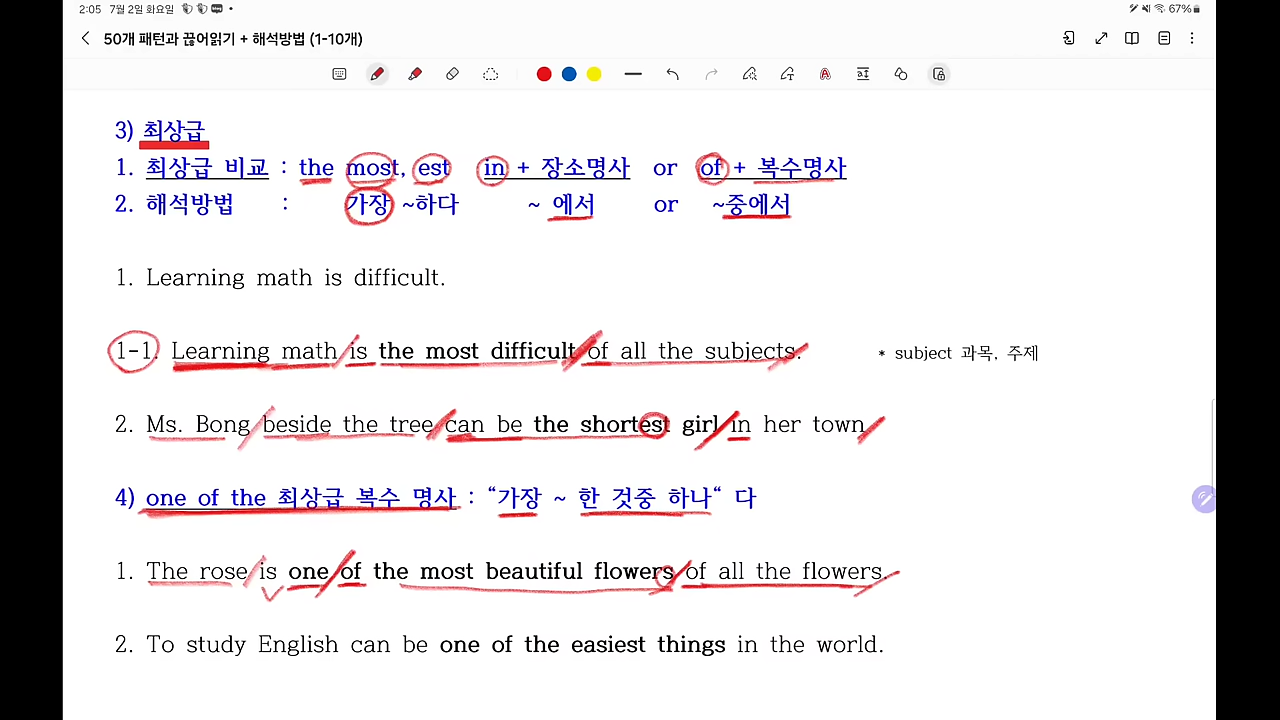 2:05 7월 2일 화요일 67%
50개 패턴과 끊어읽기 + 해석방법 (1-10개)
3) 최상급
1. 최상급 비교 : the most, est in + 장소명사 or of + 복수명사
2. 해석방법 : 가장 ~하다 ~ 에서 or ~중에서
1. Learning math is difficult.
1-1. Learning math is the most difficult of all the subjects. * subject 과목, 주제
2. Ms. Bong beside the tree can be the shortest girl in her town.
4) one of the 최상급 복수 명사 : “가장 ~ 한 것중 하나“ 다
1. The rose is one of the most beautiful flowers of all the flowers.
2. To study English can be one of the easiest things in the world.